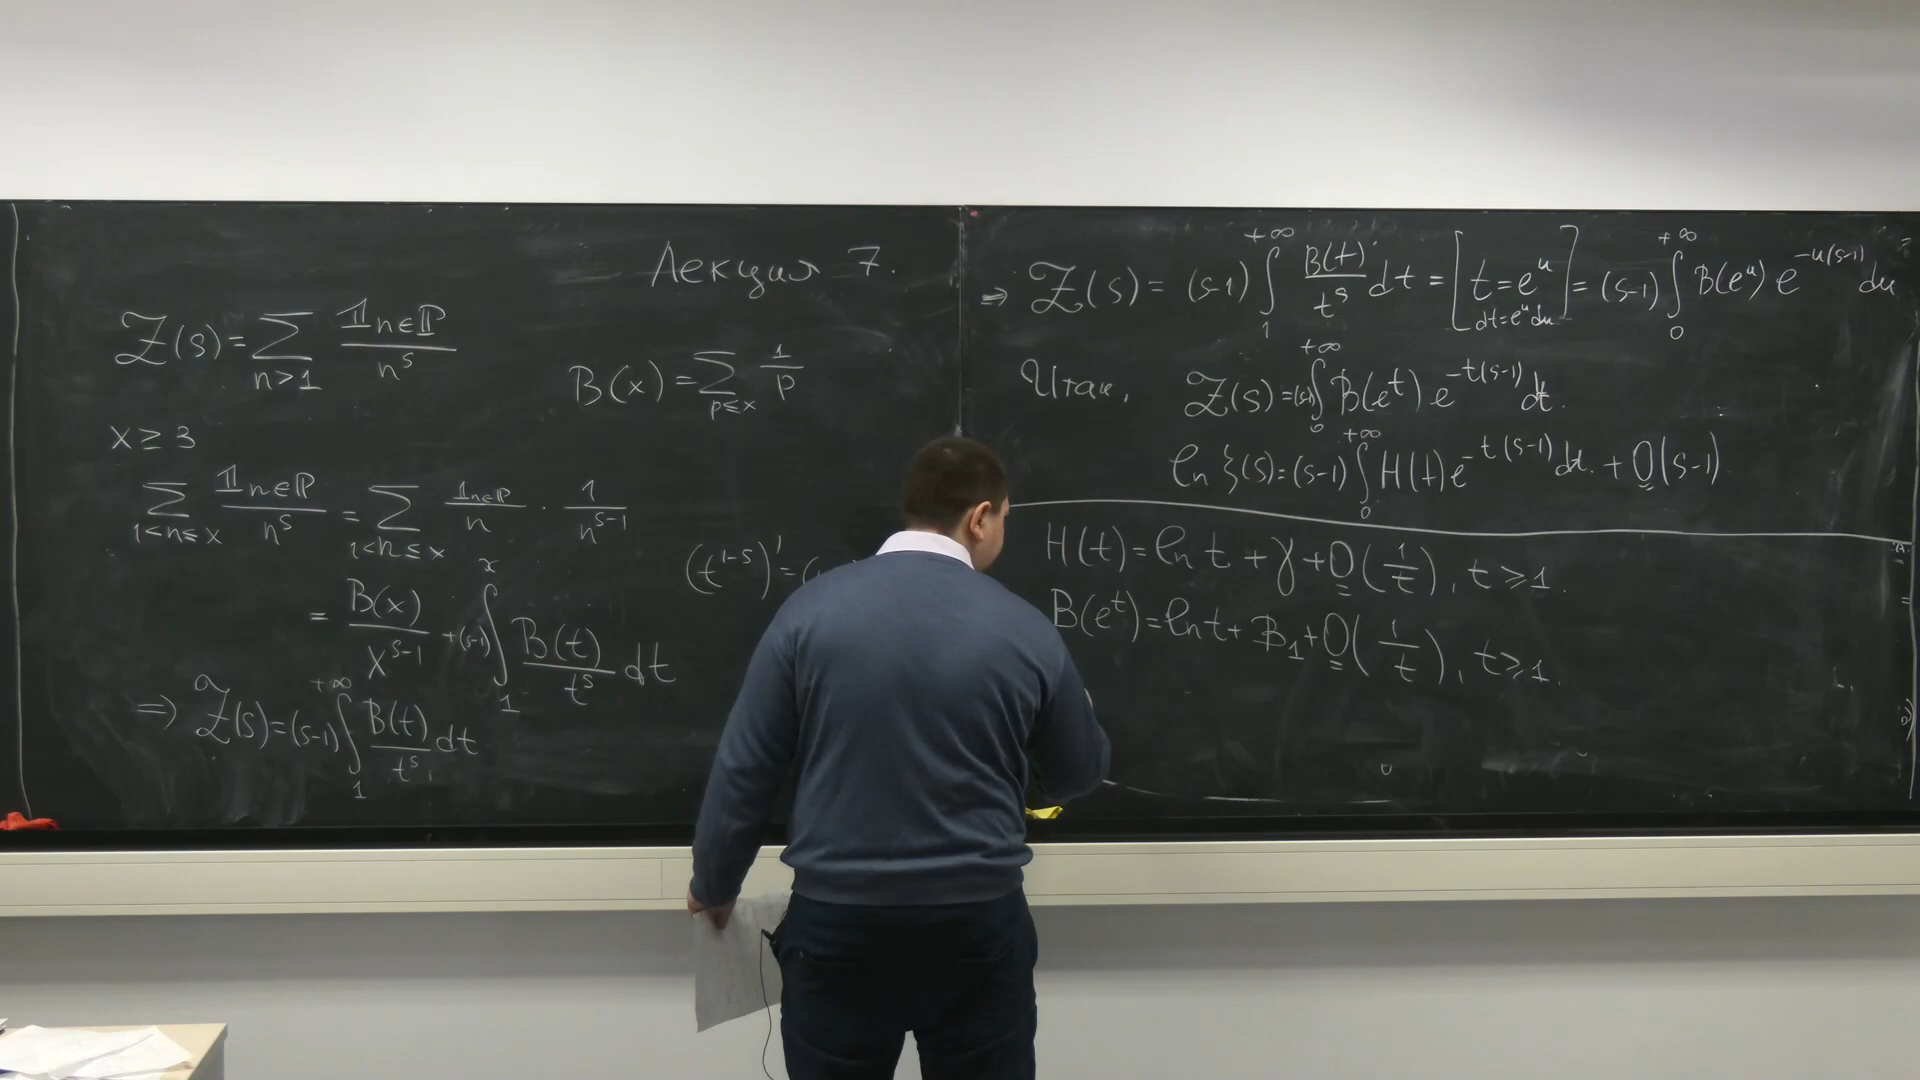 Лекция 7.
Z(s) = ∑_{n>1} 𝟙_{n∈ℙ} / n^s
B(x) = ∑_{p≤x} 1/p
x ≥ 3
∑_{1<n≤x} 𝟙_{n∈ℙ} / n^s = ∑_{1<n≤x} 𝟙_{n∈ℙ} / n · 1 / n^{s-1}
(t^{1-s})' = (
= B(x) / x^{s-1} + (s-1) ∫_1^x B(t) / t^s dt
⇒ Z(s) = (s-1) ∫_1^{+∞} B(t) / t^s dt
⇒ Z(s) = (s-1) ∫_1^{+∞} B(t) / t^s dt = [t = e^u dt = e^u du] = (s-1) ∫_0^{+∞} B(e^u) e^{-u(s-1)} du
Итак, Z(s) = (s-1) ∫_0^{+∞} B(e^t) e^{-t(s-1)} dt.
ln ζ(s) = (s-1) ∫_0^{+∞} H(t) e^{-t(s-1)} dt. + O(s-1)
H(t) = ln t + γ + O(1/t), t ≥ 1.
B(e^t) = ln t + B_1 + O(1/t), t ≥ 1.